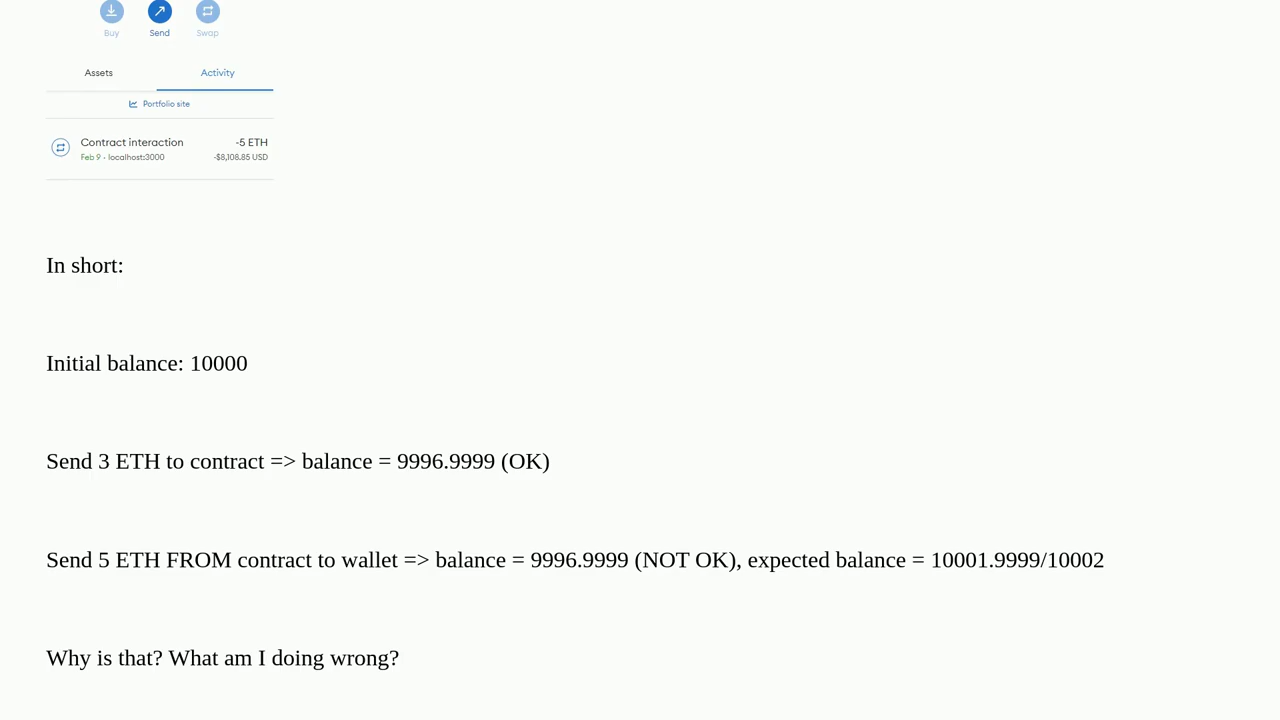 Buy Send Swap
Assets Activity
Portfolio site
Contract interaction -5 ETH
Feb 9 · localhost:3000 -$8,108.85 USD
In short:
Initial balance: 10000
Send 3 ETH to contract => balance = 9996.9999 (OK)
Send 5 ETH FROM contract to wallet => balance = 9996.9999 (NOT OK), expected balance = 10001.9999/10002
Why is that? What am I doing wrong?